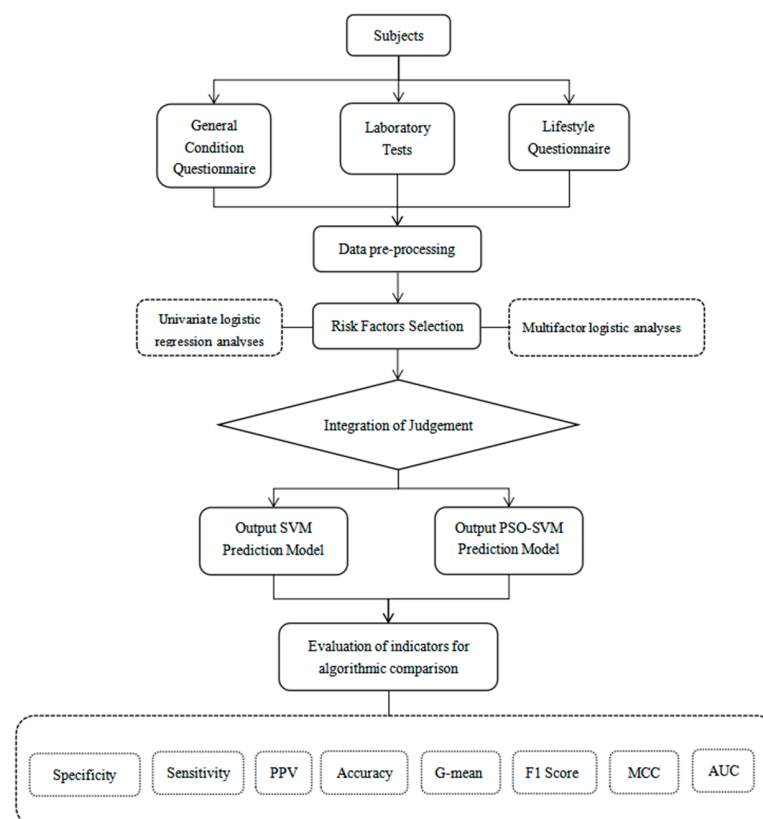 Subjects
General
Condition
Questionnaire
Laboratory
Tests
Lifestyle
Questionnaire
Data pre-processing
Univariate logistic
regression analyses
Risk Factors Selection
Multifactor logistic analyses
Integration of Judgement
Output SVM
Prediction Model
Output PSO-SVM
Prediction Model
Evaluation of indicators for
algorithmic comparison
Specificity
Sensitivity
PPV
Accuracy
G-mean
F1 Score
MCC
AUC